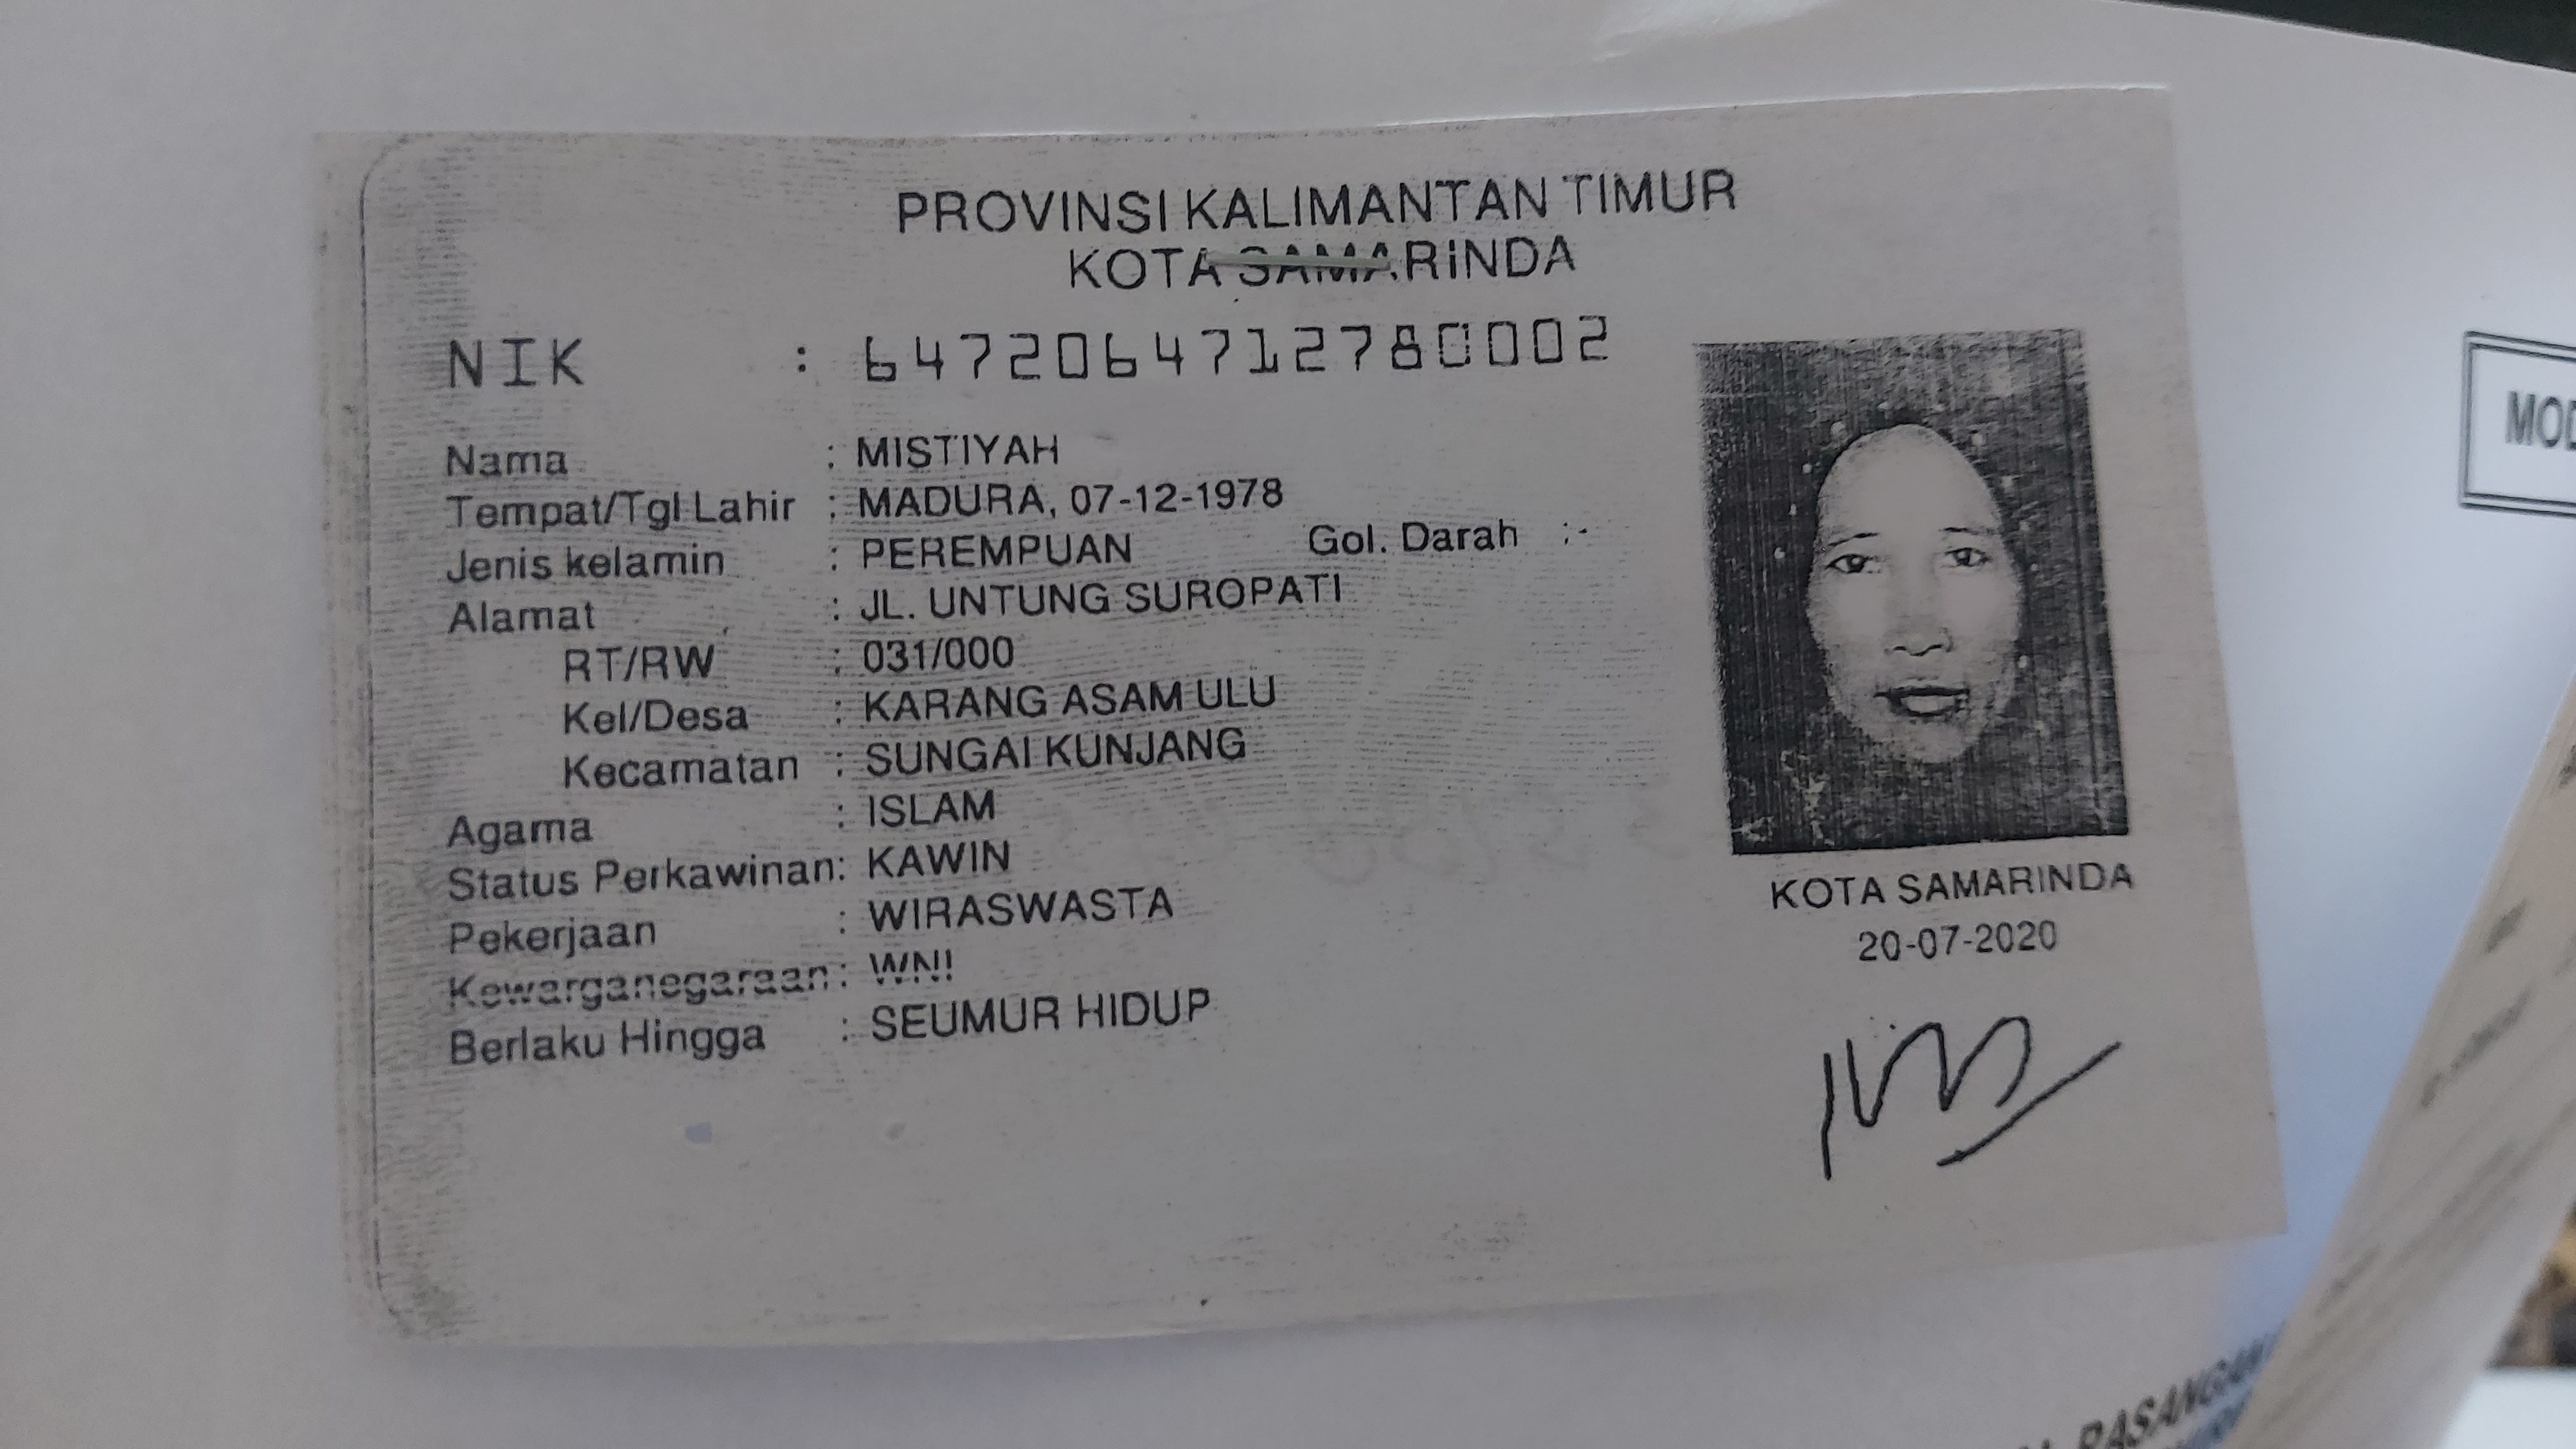 PROVINSI KALIMANTAN TIMUR
KOTA SAMARINDA
NIK : 6472064712780002
Nama : MISTIYAH
Tempat/Tgl Lahir : MADURA, 07-12-1978
Jenis kelamin : PEREMPUAN Gol. Darah : -
Alamat : JL. UNTUNG SUROPATI
RT/RW : 031/000
Kel/Desa : KARANG ASAM ULU
Kecamatan : SUNGAI KUNJANG
Agama : ISLAM
Status Perkawinan: KAWIN
Pekerjaan : WIRASWASTA
Kewarganegaraan: WNI
Berlaku Hingga : SEUMUR HIDUP
KOTA SAMARINDA
20-07-2020
PASANGAN